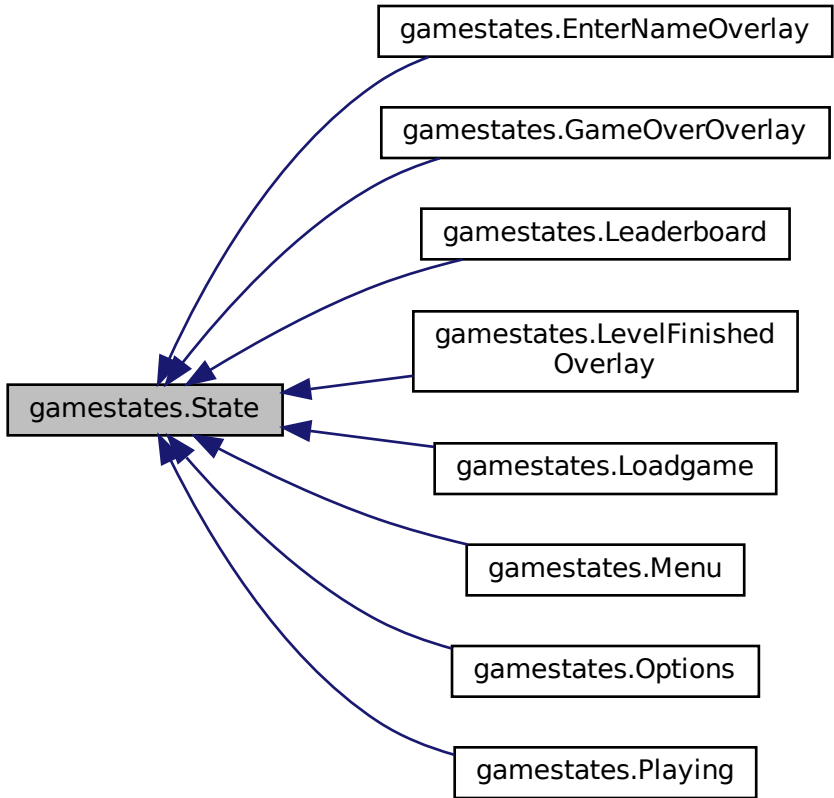 gamestates.EnterNameOverlay
gamestates.GameOverOverlay
gamestates.Leaderboard
gamestates.LevelFinished
Overlay
gamestates.State
gamestates.Loadgame
gamestates.Menu
gamestates.Options
gamestates.Playing